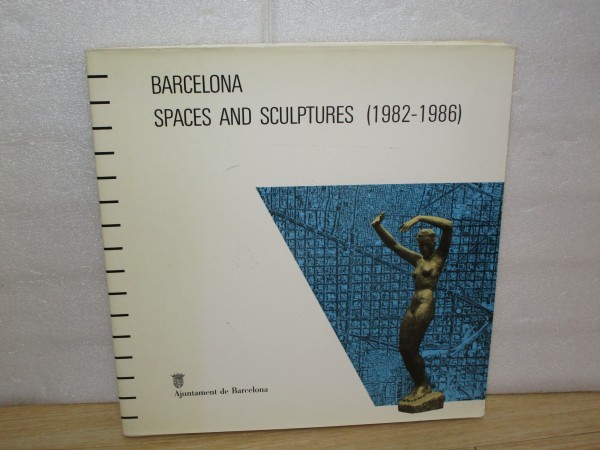 BARCELONA
SPACES AND SCULPTURES (1982-1986)
Ajuntament de Barcelona